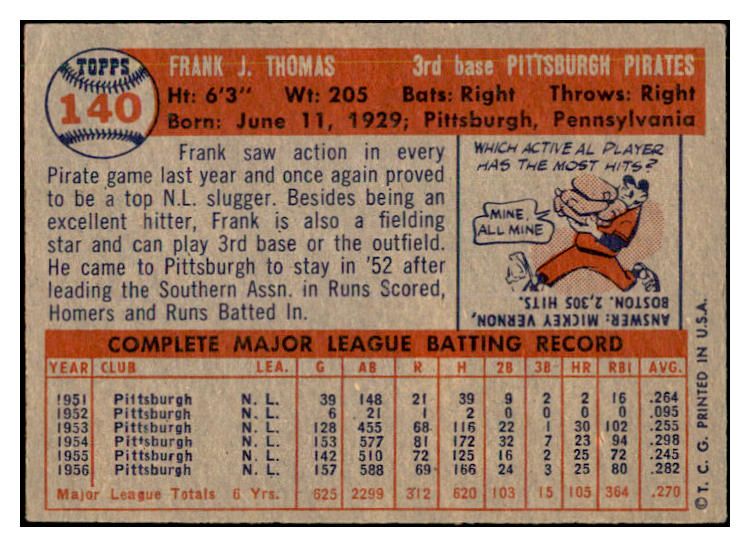 TOPPS
140
FRANK J. THOMAS 3rd base PITTSBURGH PIRATES
Ht: 6'3" Wt: 205 Bats: Right Throws: Right
Born: June 11, 1929; Pittsburgh, Pennsylvania
Frank saw action in every
Pirate game last year and once again proved
to be a top N.L. slugger. Besides being an
excellent hitter, Frank is also a fielding
star and can play 3rd base or the outfield.
He came to Pittsburgh to stay in '52 after
leading the Southern Assn. in Runs Scored,
Homers and Runs Batted In.
WHICH ACTIVE AL PLAYER
HAS THE MOST HITS?
MINE,
ALL MINE
ANSWER: MICKEY VERNON,
BOSTON. 2,305 HITS.
COMPLETE MAJOR LEAGUE BATTING RECORD
YEAR CLUB LEA. G AB R H 2B 3B HR RBI AVG.
1951 Pittsburgh N. L. 39 148 21 39 9 2 2 16 .264
1952 Pittsburgh N. L. 6 21 1 2 0 0 0 0 .095
1953 Pittsburgh N. L. 128 455 68 116 22 1 30 102 .255
1954 Pittsburgh N. L. 153 577 81 172 32 7 23 94 .298
1955 Pittsburgh N. L. 142 510 72 125 16 2 25 72 .245
1956 Pittsburgh N. L. 157 588 69 166 24 3 25 80 .282
Major League Totals 6 Yrs. 625 2299 312 620 103 15 105 364 .270
© T. C. G. PRINTED IN U.S.A.